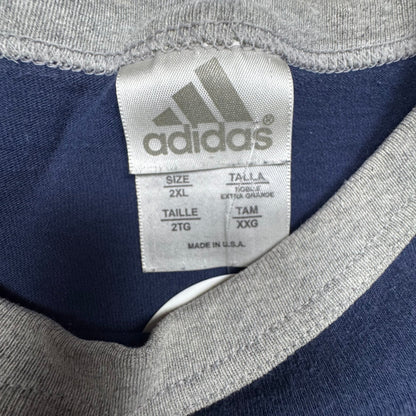 adidas®
SIZE
2XL
TALLA
DOBLE
EXTRA GRANDE
TAILLE
2TG
TAM
XXG
MADE IN U.S.A.